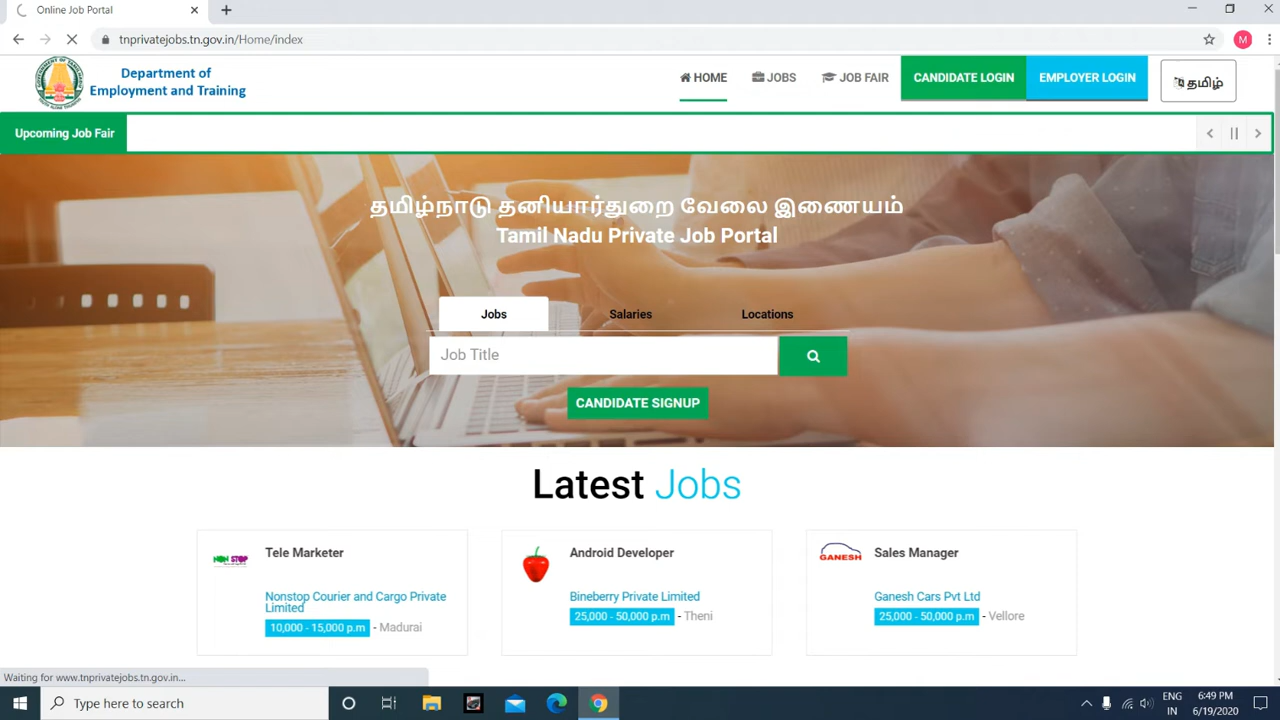 Online Job Portal
tnprivatejobs.tn.gov.in/Home/index
M
Department of
Employment and Training
HOME
JOBS
JOB FAIR
CANDIDATE LOGIN
EMPLOYER LOGIN
தமிழ்
Upcoming Job Fair
தமிழ்நாடு தனியார்துறை வேலை இணையம்
Tamil Nadu Private Job Portal
Jobs
Salaries
Locations
Job Title
CANDIDATE SIGNUP
Latest Jobs
NON STOP
Tele Marketer
Nonstop Courier and Cargo Private
Limited
10,000 - 15,000 p.m - Madurai
Android Developer
Bineberry Private Limited
25,000 - 50,000 p.m - Theni
GANESH
Sales Manager
Ganesh Cars Pvt Ltd
25,000 - 50,000 p.m - Vellore
Waiting for www.tnprivatejobs.tn.gov.in...
Type here to search
ENG
IN
6:49 PM
6/19/2020